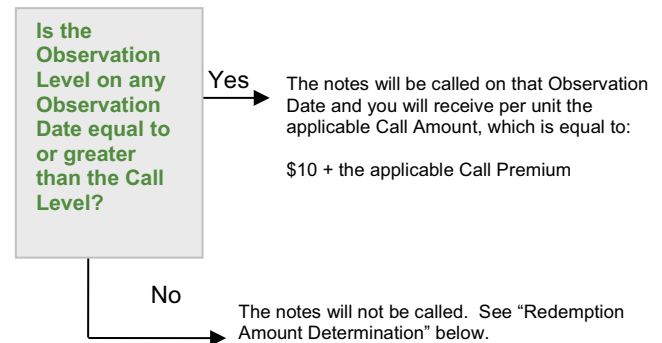 Is the
Observation
Level on any
Observation
Date equal to
or greater
than the Call
Level?
Yes
The notes will be called on that Observation
Date and you will receive per unit the
applicable Call Amount, which is equal to:
$10 + the applicable Call Premium
No
The notes will not be called. See “Redemption
Amount Determination” below.